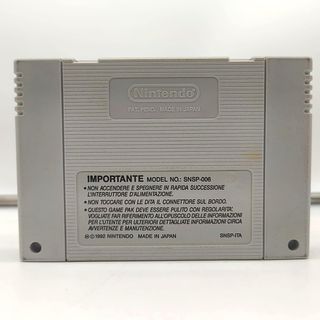 Nintendo
PAT. PEND. MADE IN JAPAN
IMPORTANTE MODEL NO.: SNSP-006
• NON ACCENDERE E SPEGNERE IN RAPIDA SUCCESSIONE
L'INTERRUTTORE D'ALIMENTAZIONE.
• NON TOCCARE CON LE DITA IL CONNETTORE SUL BORDO.
• QUESTO GAME PAK DEVE ESSERE PULITO CON REGOLARITA'.
VOGLIATE FAR RIFERIMENTO ALL'OPUSCOLO DELLE INFORMAZIONI
PER L'UTENTE PER ULTERIORI DETTAGLIATE INFORMAZIONI CIRCA
AVVERTENZE E MANUTENZIONE.
©1992 NINTENDO MADE IN JAPAN SNSP-ITA